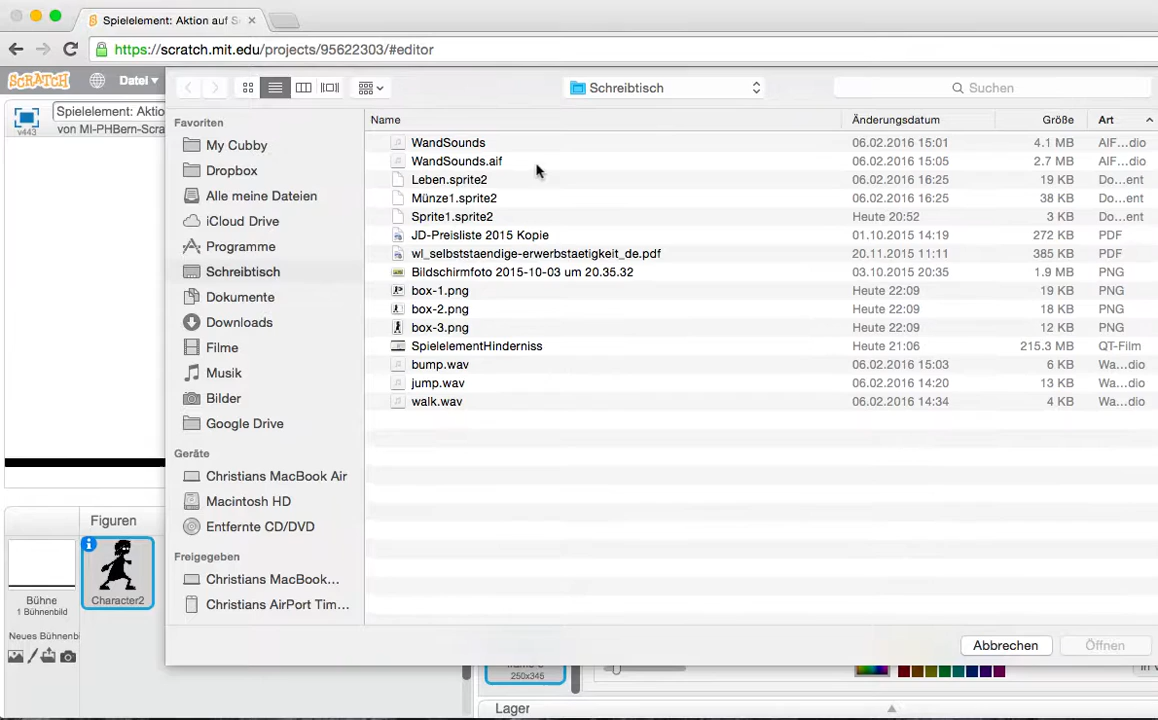 Spielelement: Aktion auf S
https://scratch.mit.edu/projects/95622303/#editor
SCRATCH Datei
Schreibtisch Suchen
Spielelement: Aktio
v443 von MI-PHBern-Scra
Favoriten
My Cubby
Dropbox
Alle meine Dateien
iCloud Drive
Programme
Schreibtisch
Dokumente
Downloads
Filme
Musik
Bilder
Google Drive
Geräte
Christians MacBook Air
Macintosh HD
Entfernte CD/DVD
Freigegeben
Christians MacBook...
Christians AirPort Tim...
Name Änderungsdatum Größe Art
WandSounds 06.02.2016 15:01 4.1 MB AIF...dio
WandSounds.aif 06.02.2016 15:05 2.7 MB AIF...dio
Leben.sprite2 06.02.2016 16:25 19 KB Do...ent
Münze1.sprite2 06.02.2016 16:25 38 KB Do...ent
Sprite1.sprite2 Heute 20:52 3 KB Do...ent
JD-Preisliste 2015 Kopie 01.10.2015 14:19 272 KB PDF
wl_selbststaendige-erwerbstaetigkeit_de.pdf 20.11.2015 11:11 385 KB PDF
Bildschirmfoto 2015-10-03 um 20.35.32 03.10.2015 20:35 1.9 MB PNG
box-1.png Heute 22:09 19 KB PNG
box-2.png Heute 22:09 18 KB PNG
box-3.png Heute 22:09 12 KB PNG
SpielelementHinderniss Heute 21:06 215.3 MB QT-Film
bump.wav 06.02.2016 15:03 6 KB Wa...dio
jump.wav 06.02.2016 14:20 13 KB Wa...dio
walk.wav 06.02.2016 14:34 4 KB Wa...dio
Abbrechen Öffnen
Figuren
Bühne
1 Bühnenbild
Character2
Neues Bühnenbi
250x345
Lager